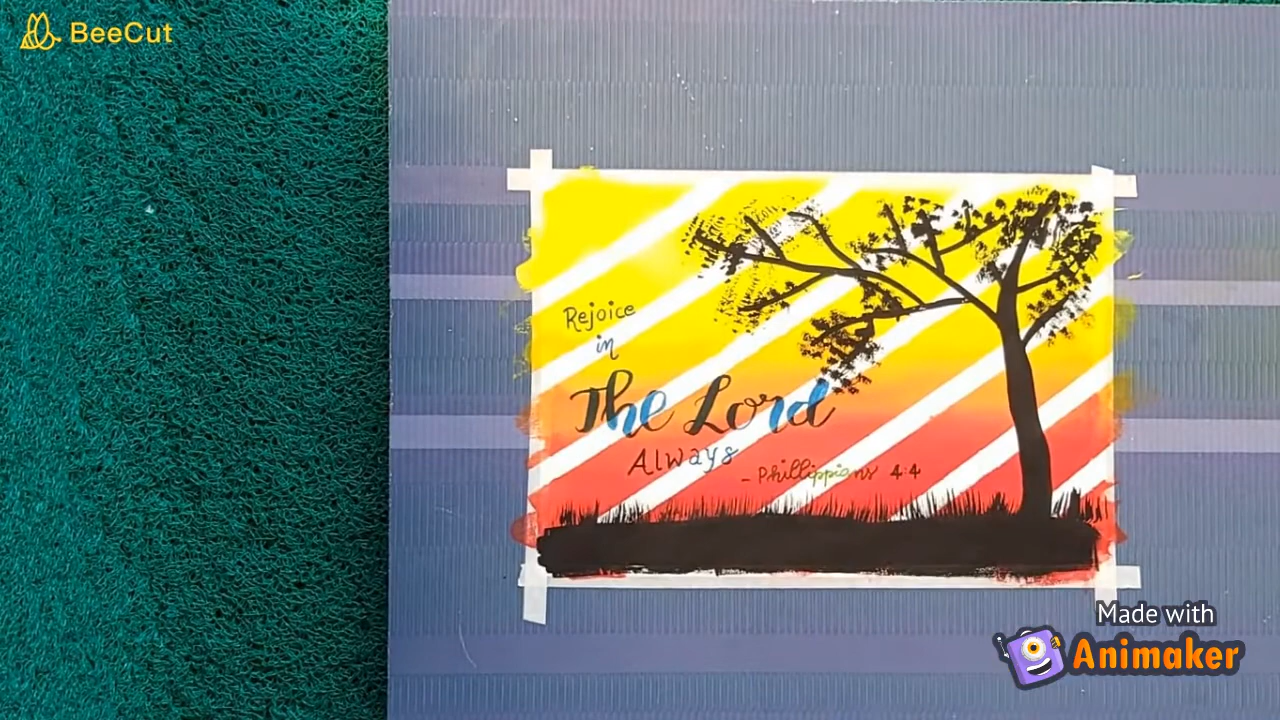 BeeCut
Rejoice
in
The Lord
Always
- Phillippians 4:4
Made with
Animaker